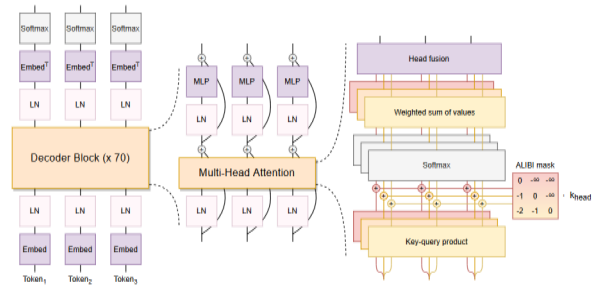 Softmax Softmax Softmax
Embed^T Embed^T Embed^T
LN LN LN
Decoder Block (x 70)
LN LN LN
Embed Embed Embed
Token₁ Token₂ Token₃
+ + +
MLP MLP MLP
LN LN LN
+ + +
Multi-Head Attention
LN LN LN
Head fusion
Weighted sum of values
Softmax
Key-query product
ALIBI mask
0 -∞ -∞
-1 0 -∞
-2 -1 0
k_head